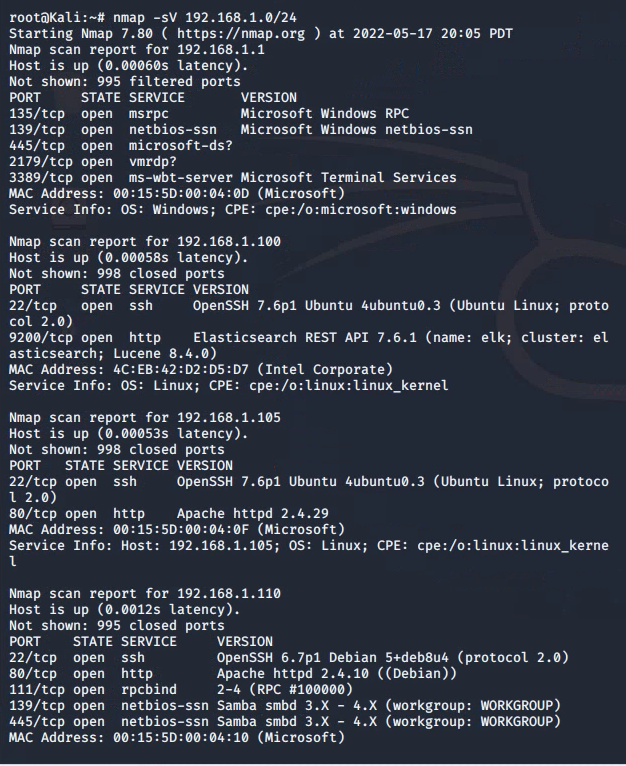 root@Kali:~# nmap -sV 192.168.1.0/24
Starting Nmap 7.80 ( https://nmap.org ) at 2022-05-17 20:05 PDT
Nmap scan report for 192.168.1.1
Host is up (0.00060s latency).
Not shown: 995 filtered ports
PORT     STATE SERVICE       VERSION
135/tcp  open  msrpc         Microsoft Windows RPC
139/tcp  open  netbios-ssn   Microsoft Windows netbios-ssn
445/tcp  open  microsoft-ds?
2179/tcp open  vmrdp?
3389/tcp open  ms-wbt-server Microsoft Terminal Services
MAC Address: 00:15:5D:00:04:0D (Microsoft)
Service Info: OS: Windows; CPE: cpe:/o:microsoft:windows

Nmap scan report for 192.168.1.100
Host is up (0.00058s latency).
Not shown: 998 closed ports
PORT     STATE SERVICE VERSION
22/tcp   open  ssh     OpenSSH 7.6p1 Ubuntu 4ubuntu0.3 (Ubuntu Linux; proto
col 2.0)
9200/tcp open  http    Elasticsearch REST API 7.6.1 (name: elk; cluster: el
asticsearch; Lucene 8.4.0)
MAC Address: 4C:EB:42:D2:D5:D7 (Intel Corporate)
Service Info: OS: Linux; CPE: cpe:/o:linux:linux_kernel

Nmap scan report for 192.168.1.105
Host is up (0.00053s latency).
Not shown: 998 closed ports
PORT   STATE SERVICE VERSION
22/tcp open  ssh     OpenSSH 7.6p1 Ubuntu 4ubuntu0.3 (Ubuntu Linux; protoco
l 2.0)
80/tcp open  http    Apache httpd 2.4.29
MAC Address: 00:15:5D:00:04:0F (Microsoft)
Service Info: Host: 192.168.1.105; OS: Linux; CPE: cpe:/o:linux:linux_kerne
l

Nmap scan report for 192.168.1.110
Host is up (0.0012s latency).
Not shown: 995 closed ports
PORT    STATE SERVICE     VERSION
22/tcp  open  ssh         OpenSSH 6.7p1 Debian 5+deb8u4 (protocol 2.0)
80/tcp  open  http        Apache httpd 2.4.10 ((Debian))
111/tcp open  rpcbind     2-4 (RPC #100000)
139/tcp open  netbios-ssn Samba smbd 3.X - 4.X (workgroup: WORKGROUP)
445/tcp open  netbios-ssn Samba smbd 3.X - 4.X (workgroup: WORKGROUP)
MAC Address: 00:15:5D:00:04:10 (Microsoft)